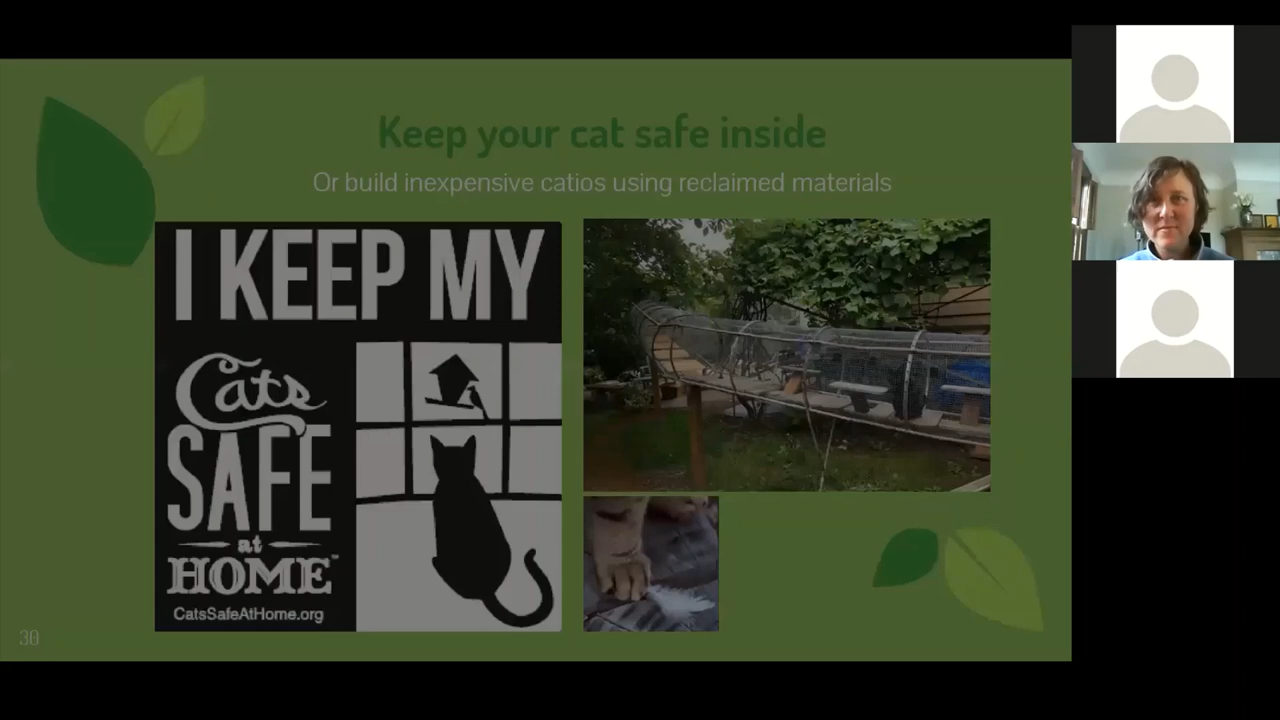 Keep your cat safe inside
Or build inexpensive catios using reclaimed materials
I KEEP MY
Cats
SAFE
at
HOME™
CatsSafeAtHome.org
30